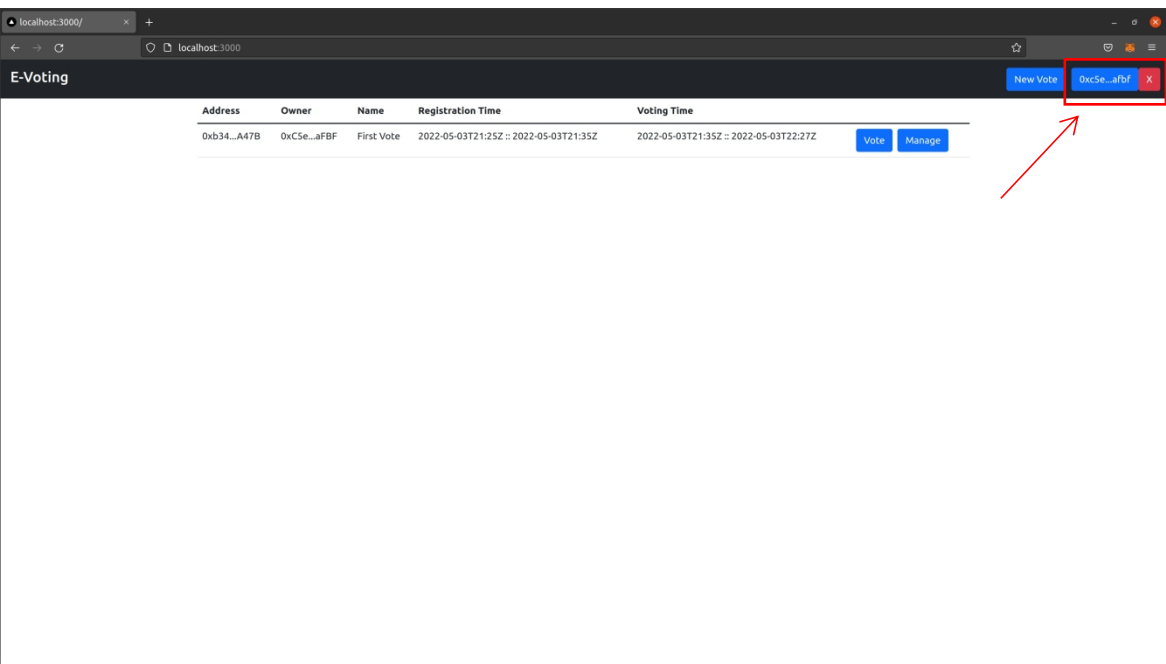 localhost:3000/ × +
localhost:3000
E-Voting New Vote 0xc5e...afbf X
Address Owner Name Registration Time Voting Time
0xb34...A47B 0xC5e...aFBF First Vote 2022-05-03T21:25Z :: 2022-05-03T21:35Z 2022-05-03T21:35Z :: 2022-05-03T22:27Z Vote Manage